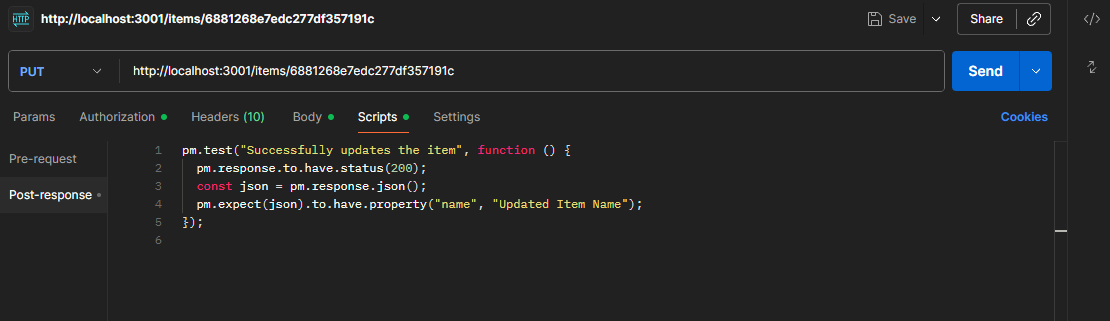 HTTP http://localhost:3001/items/6881268e7edc277df357191c Save Share
PUT http://localhost:3001/items/6881268e7edc277df357191c Send
Params Authorization Headers (10) Body Scripts Settings Cookies
Pre-request
Post-response
1 pm.test("Successfully updates the item", function () {
2 pm.response.to.have.status(200);
3 const json = pm.response.json();
4 pm.expect(json).to.have.property("name", "Updated Item Name");
5 });
6